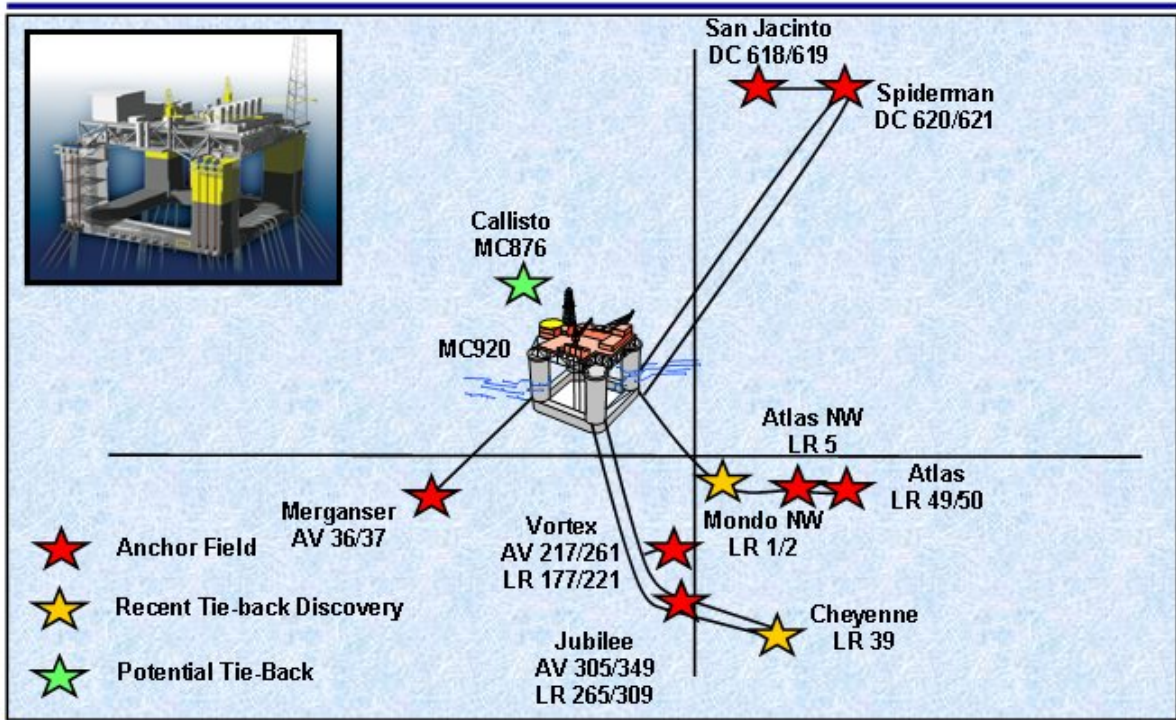 San Jacinto
DC 618/619
Spiderman
DC 620/621
Callisto
MC876
MC920
Atlas NW
LR 5
Atlas
LR 49/50
Merganser
AV 36/37
Mondo NW
LR 1/2
Vortex
AV 217/261
LR 177/221
Cheyenne
LR 39
Jubilee
AV 305/349
LR 265/309
Anchor Field
Recent Tie-back Discovery
Potential Tie-Back